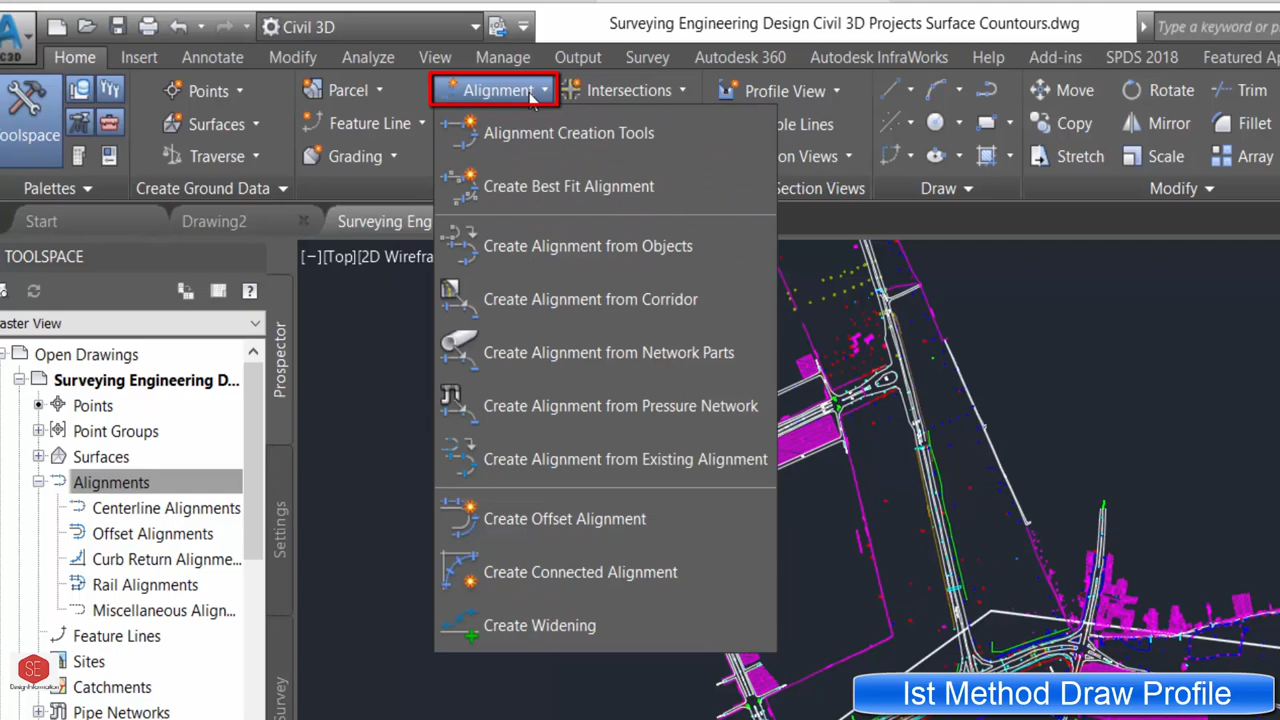 Civil 3D
Surveying Engineering Design Civil 3D Projects Surface Countours.dwg
Type a keyword or p
Home Insert Annotate Modify Analyze View Manage Output Survey Autodesk 360 Autodesk InfraWorks Help Add-ins SPDS 2018 Featured Ap
Points Parcel Alignment Intersections Profile View Move Rotate Trim
oolspace Surfaces Feature Line ple Lines Copy Mirror Fillet
Traverse Grading on Views Stretch Scale Array
Palettes Create Ground Data Section Views Draw Modify
Start Drawing2 Surveying Eng
[−][Top][2D Wirefra
Alignment Creation Tools
Create Best Fit Alignment
Create Alignment from Objects
Create Alignment from Corridor
Create Alignment from Network Parts
Create Alignment from Pressure Network
Create Alignment from Existing Alignment
Create Offset Alignment
Create Connected Alignment
Create Widening
TOOLSPACE
aster View
Open Drawings
Surveying Engineering D...
Points
Point Groups
Surfaces
Alignments
Centerline Alignments
Offset Alignments
Curb Return Alignme...
Rail Alignments
Miscellaneous Align...
Feature Lines
Sites
Catchments
Pipe Networks
Prospector
Settings
Survey
SE
Design Information
Ist Method Draw Profile